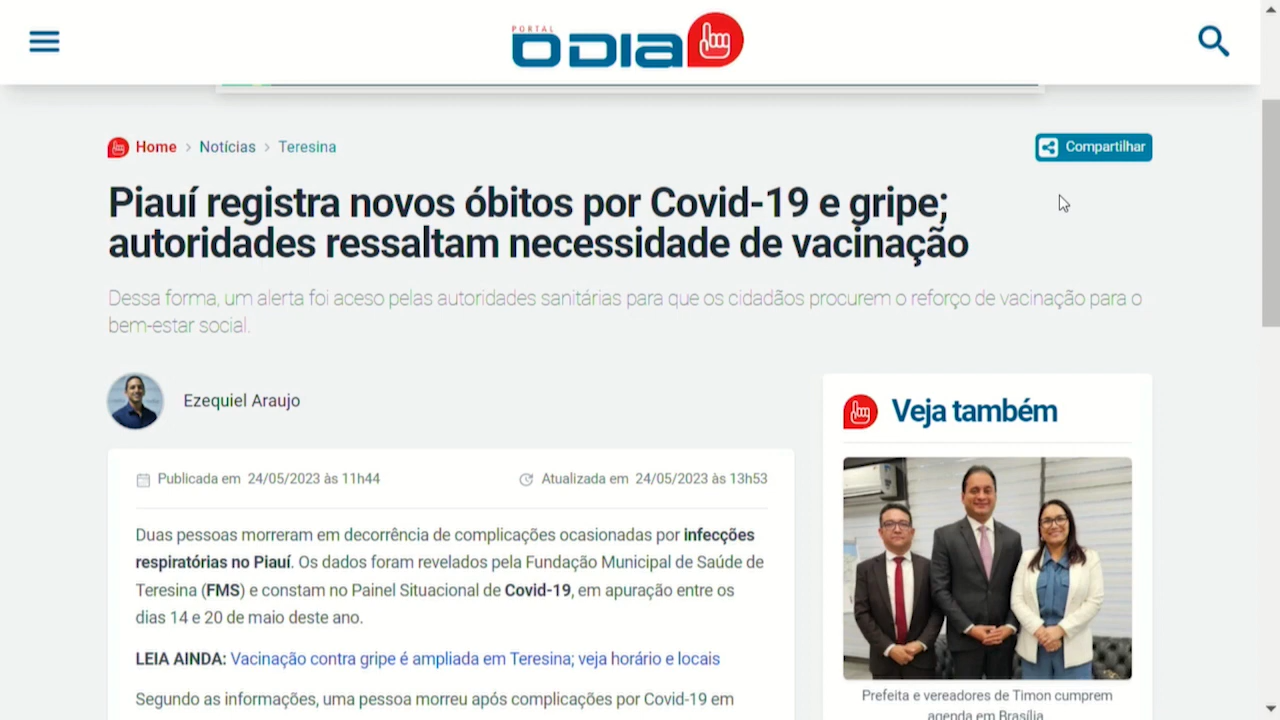 PORTAL
O DIA
Home > Notícias > Teresina
Compartilhar
Piauí registra novos óbitos por Covid-19 e gripe;
autoridades ressaltam necessidade de vacinação
Dessa forma, um alerta foi aceso pelas autoridades sanitárias para que os cidadãos procurem o reforço de vacinação para o
bem-estar social.
Ezequiel Araujo
Publicada em 24/05/2023 às 11h44
Atualizada em 24/05/2023 às 13h53
Duas pessoas morreram em decorrência de complicações ocasionadas por infecções
respiratórias no Piauí. Os dados foram revelados pela Fundação Municipal de Saúde de
Teresina (FMS) e constam no Painel Situacional de Covid-19, em apuração entre os
dias 14 e 20 de maio deste ano.
LEIA AINDA: Vacinação contra gripe é ampliada em Teresina; veja horário e locais
Segundo as informações, uma pessoa morreu após complicações por Covid-19 em
Veja também
Prefeita e vereadores de Timon cumprem
agenda em Brasília